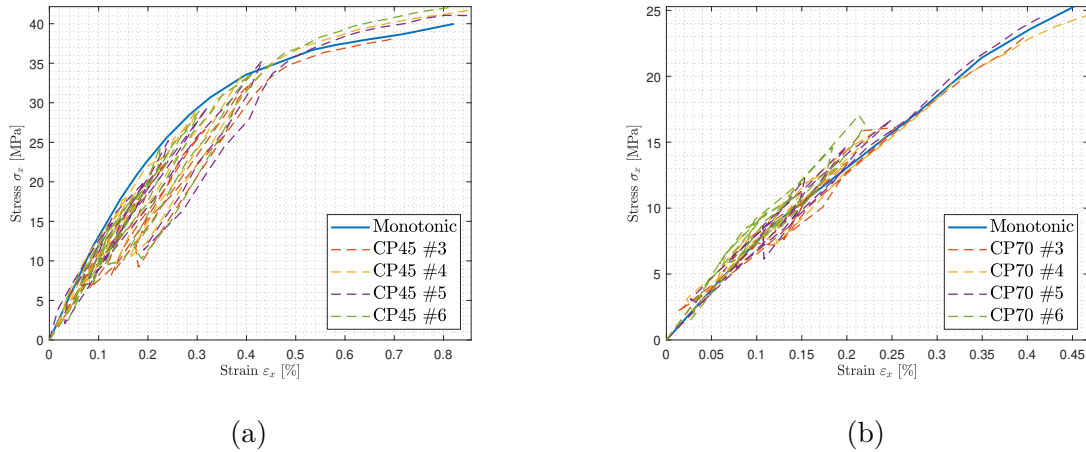 40
35
30
25
20
15
10
5
0
Stress σₓ [MPa]
Monotonic
CP45 #3
CP45 #4
CP45 #5
CP45 #6
0 0.1 0.2 0.3 0.4 0.5 0.6 0.7 0.8
Strain εₓ [%]
(a)
25
20
15
10
5
0
Stress σₓ [MPa]
Monotonic
CP70 #3
CP70 #4
CP70 #5
CP70 #6
0 0.05 0.1 0.15 0.2 0.25 0.3 0.35 0.4 0.45
Strain εₓ [%]
(b)